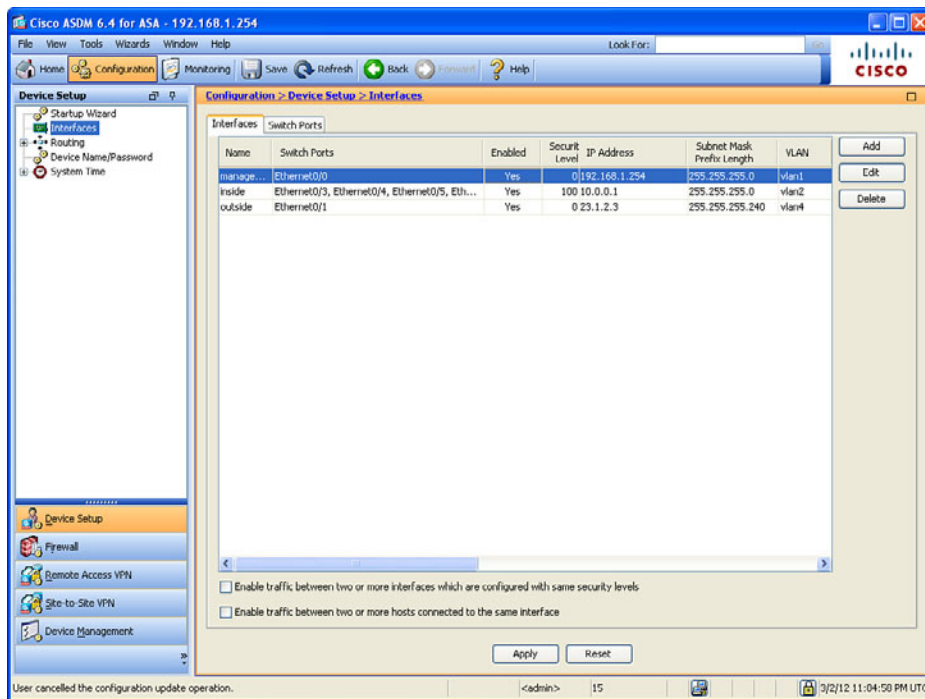 Cisco ASDM 6.4 for ASA - 192.168.1.254
File View Tools Wizards Window Help
Look For:
Go
Home Configuration Monitoring Save Refresh Back Forward Help
CISCO
Device Setup
Startup Wizard
Interfaces
Routing
Device Name/Password
System Time
Device Setup
Firewall
Remote Access VPN
Site-to-Site VPN
Device Management
Configuration > Device Setup > Interfaces
Interfaces Switch Ports
Name Switch Ports Enabled Securit Level IP Address Subnet Mask Prefix Length VLAN
manage... Ethernet0/0 Yes 0 192.168.1.254 255.255.255.0 vlan1
inside Ethernet0/3, Ethernet0/4, Ethernet0/5, Eth... Yes 100 10.0.0.1 255.255.255.0 vlan2
outside Ethernet0/1 Yes 0 23.1.2.3 255.255.255.240 vlan4
Add
Edit
Delete
Enable traffic between two or more interfaces which are configured with same security levels
Enable traffic between two or more hosts connected to the same interface
Apply Reset
User cancelled the configuration update operation.
<admin> 15
3/2/12 11:04:58 PM UTC